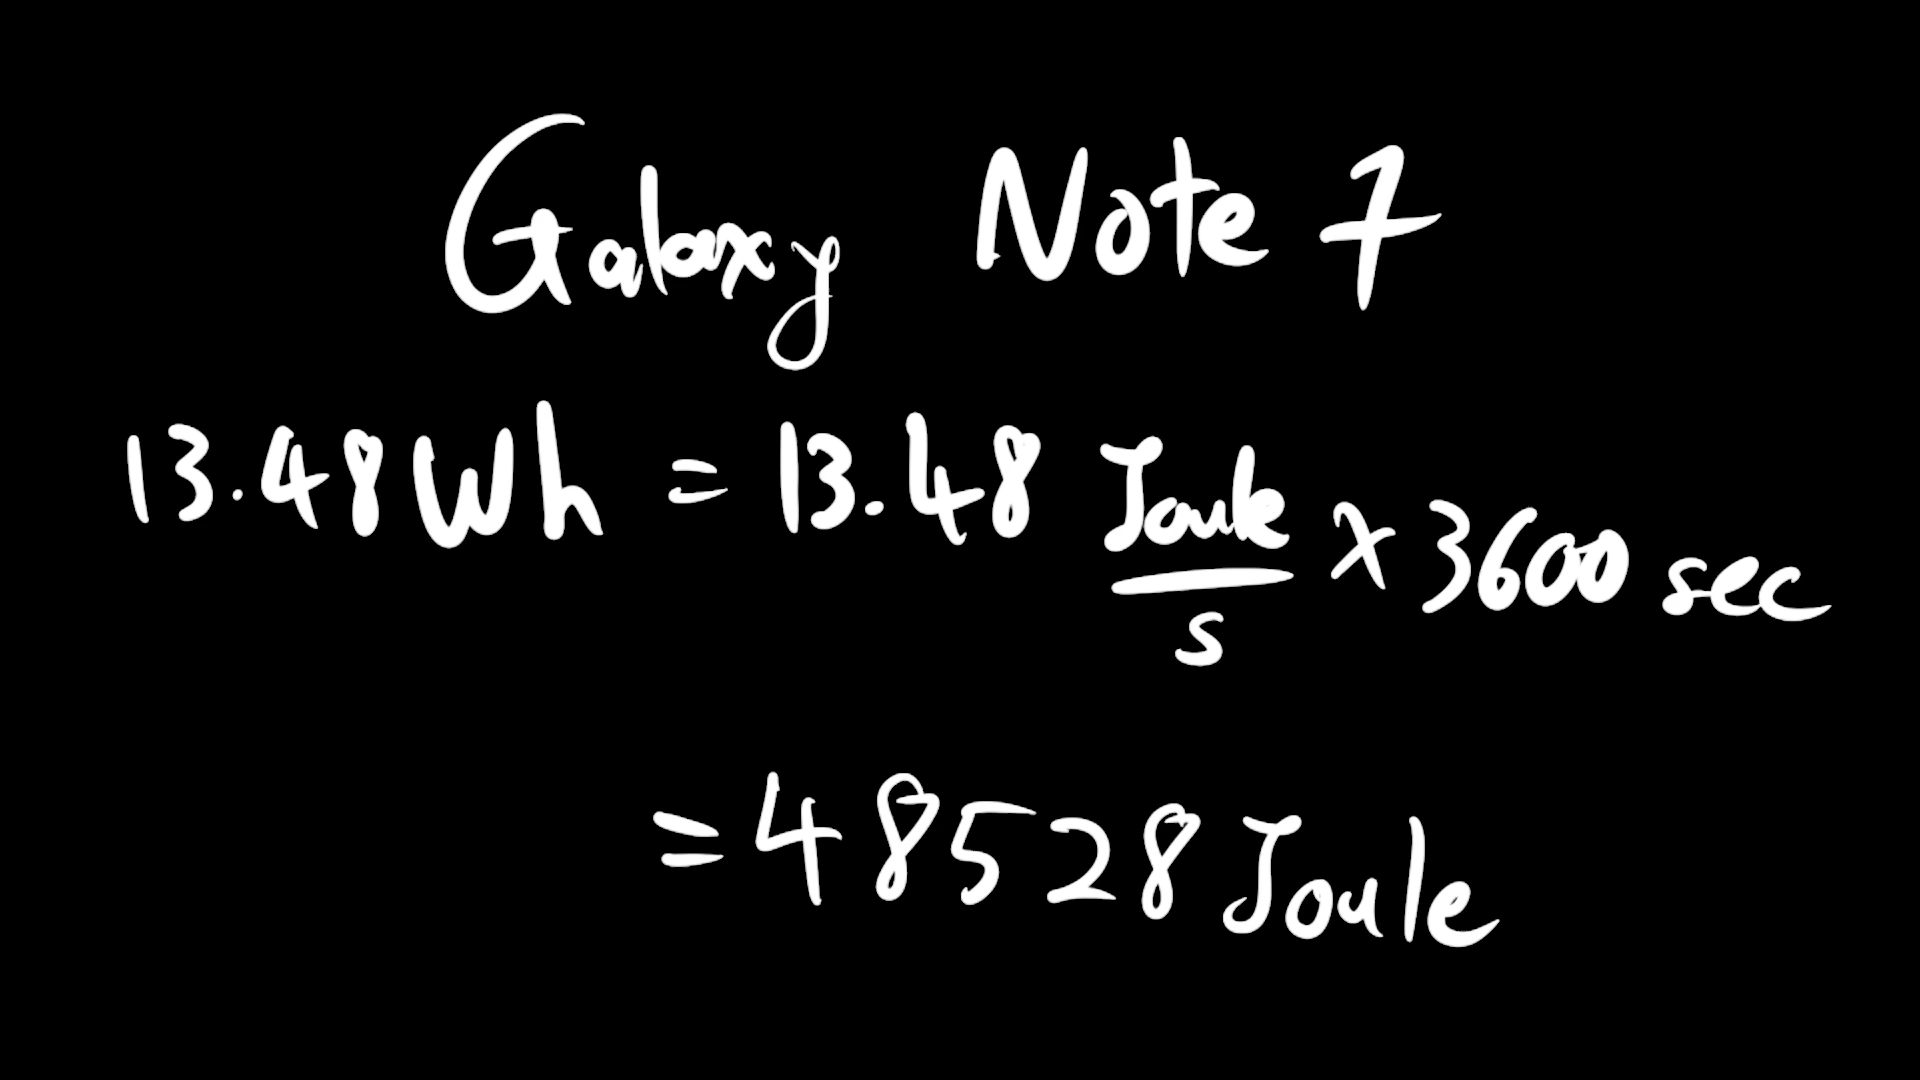 Galaxy Note 7
13.48 Wh = 13.48 Joule/s × 3600 sec
= 48528 Joule